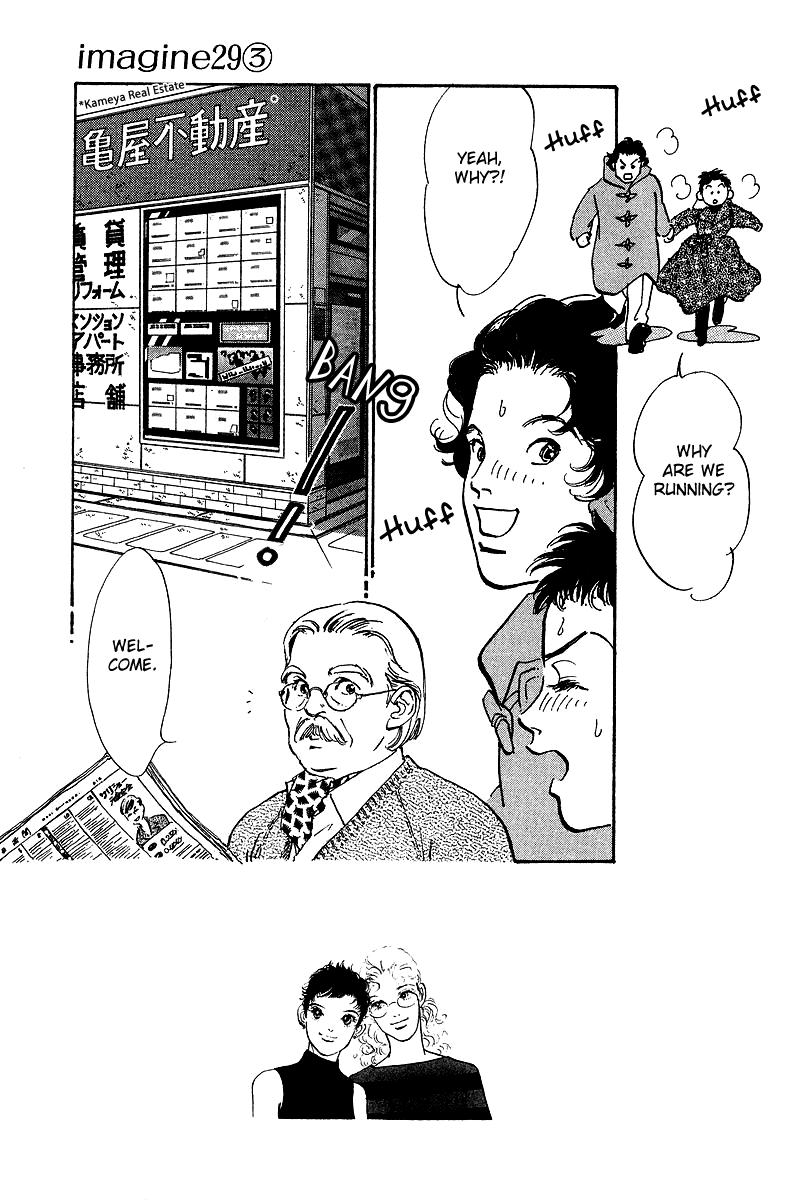 imagine29③
Huff
Huff
WHY
ARE WE
RUNNING?
YEAH,
WHY?!
Huff
*Kameya Real Estate
亀屋不動産
賃貸
管理
リフォーム
マンション
アパート
事務所
店舗
BANG
WEL-
COME.